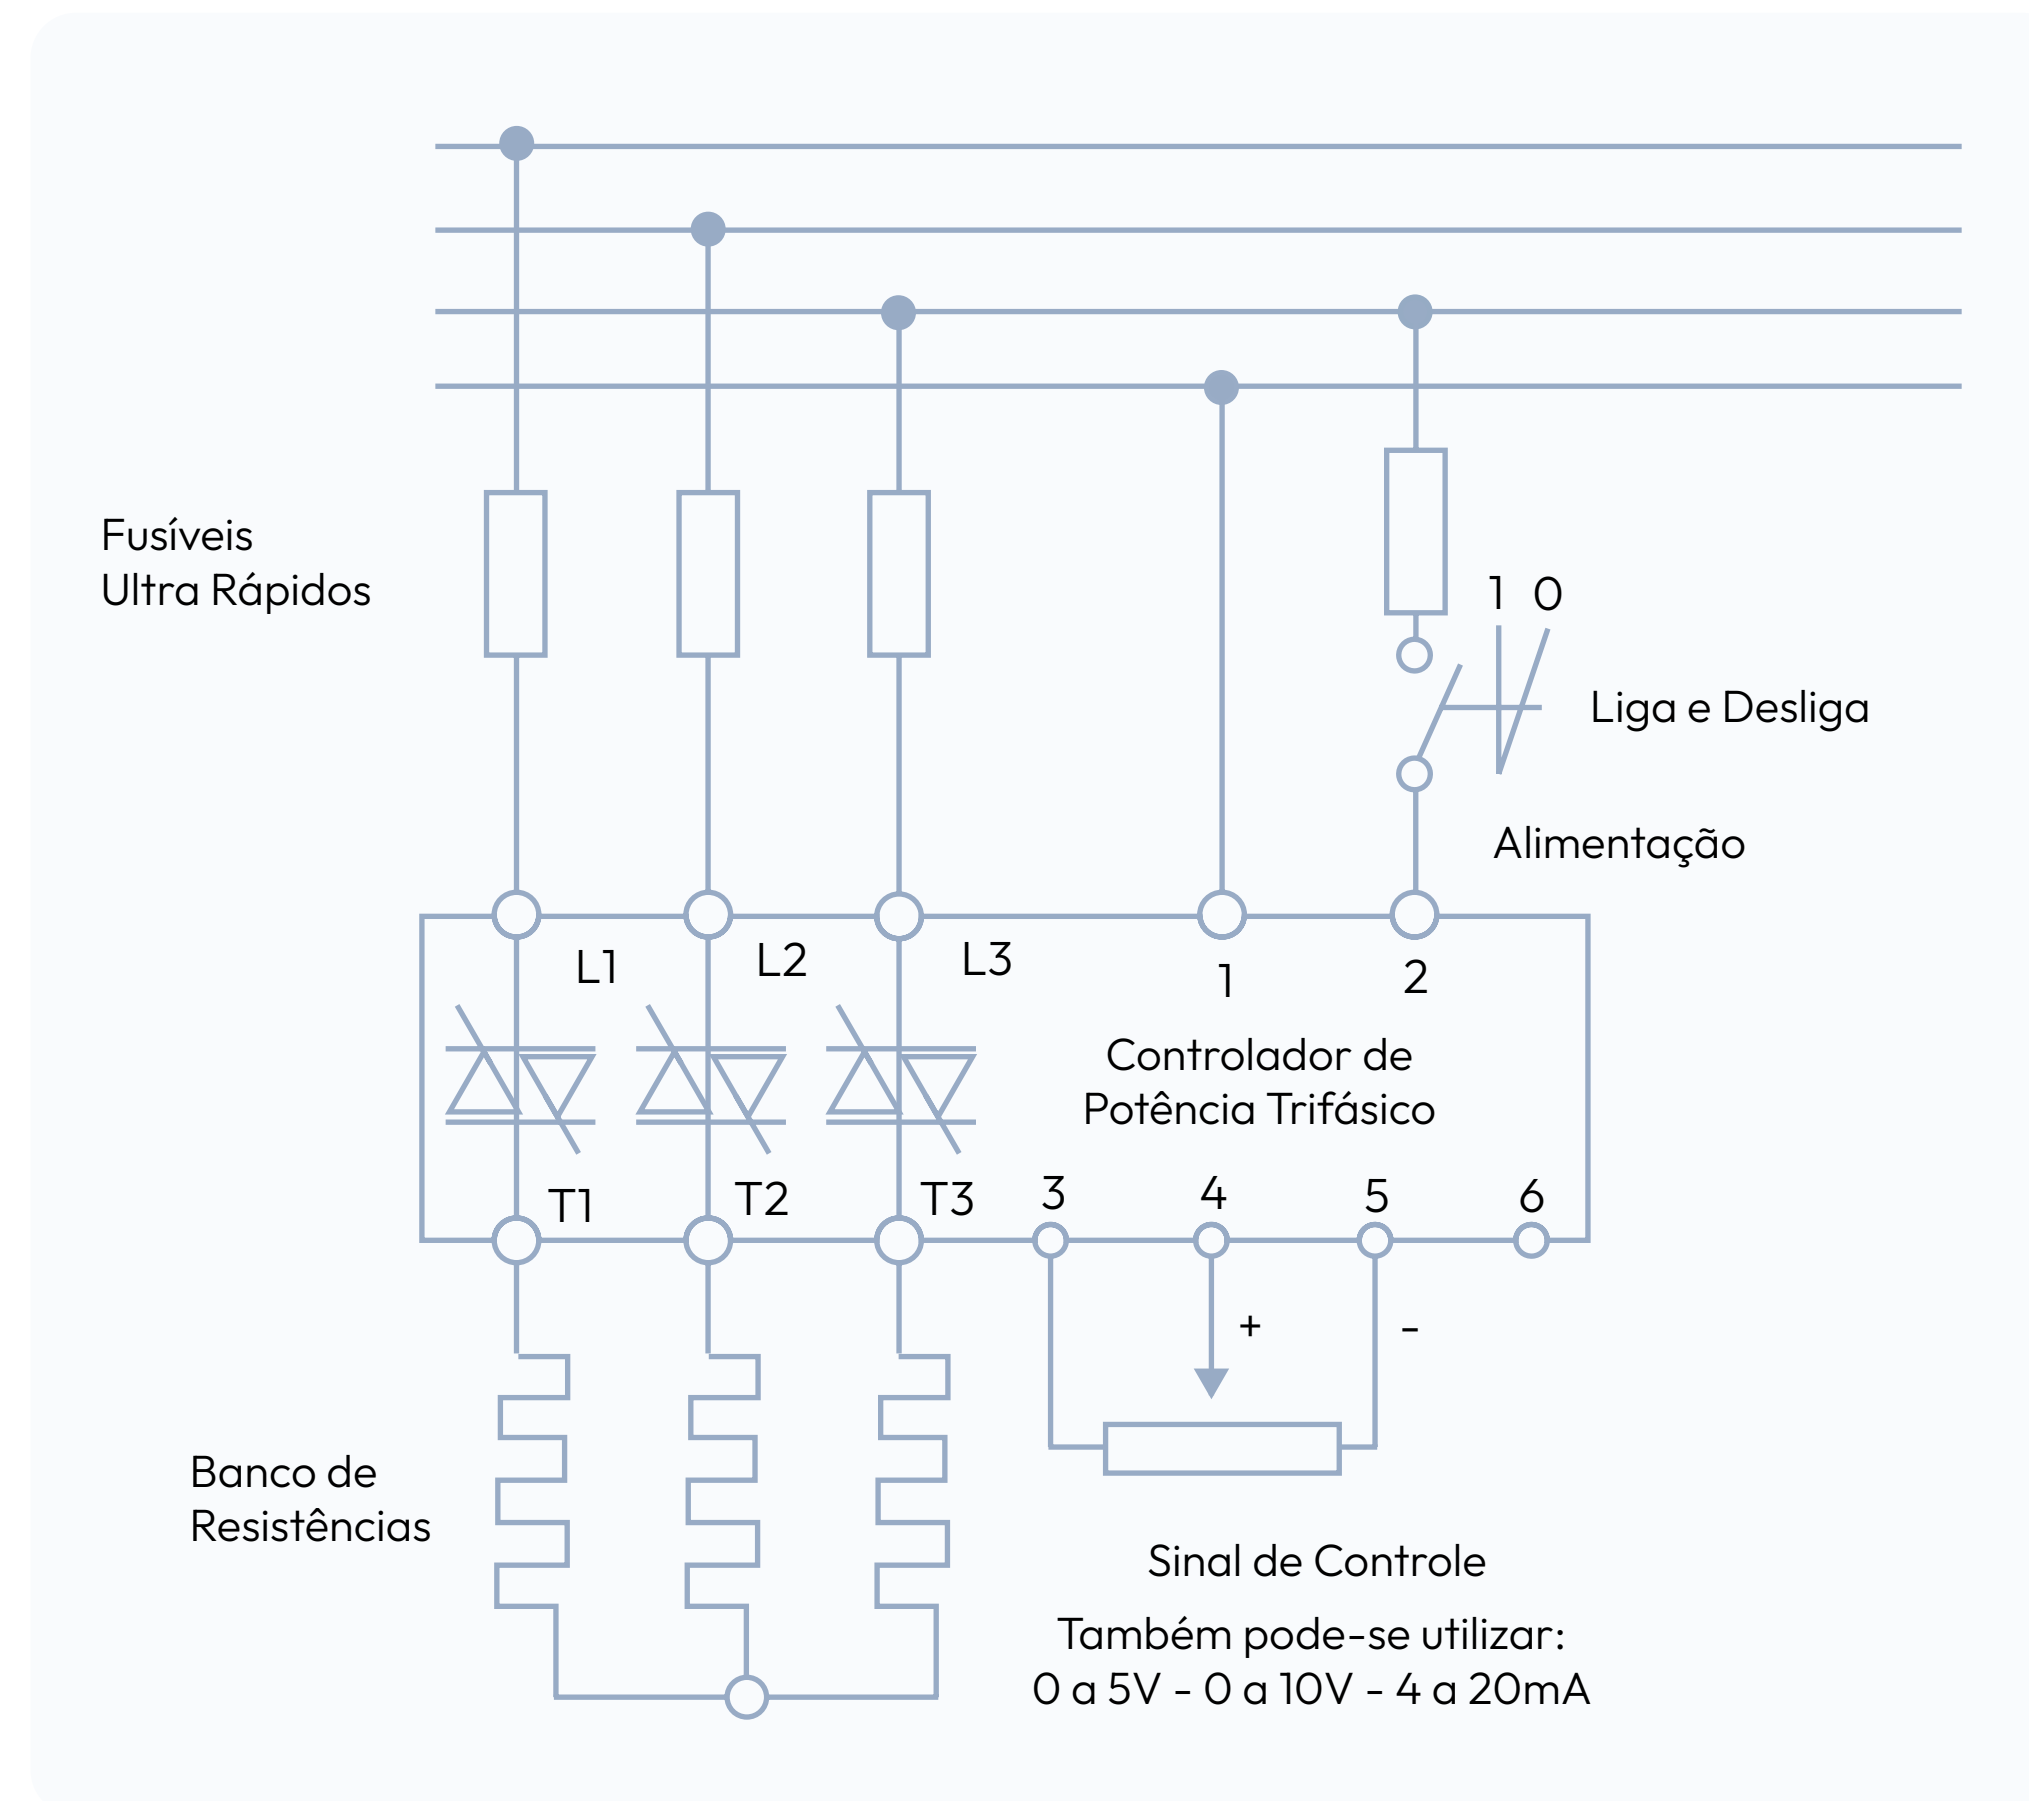 Fusíveis
Ultra Rápidos
1 0
Liga e Desliga
Alimentação
L1
L2
L3
1
2
Controlador de
Potência Trifásico
T1
T2
T3
3
4
5
6
+
-
Banco de
Resistências
Sinal de Controle
Também pode-se utilizar:
0 a 5V - 0 a 10V - 4 a 20mA